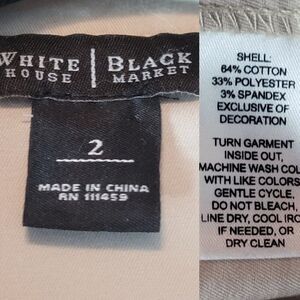 WHITE | BLACK
HOUSE | MARKET
2
MADE IN CHINA
RN 111459
SHELL:
64% COTTON
33% POLYESTER
3% SPANDEX
EXCLUSIVE OF
DECORATION
TURN GARMENT
INSIDE OUT,
MACHINE WASH COL
WITH LIKE COLORS
GENTLE CYCLE,
DO NOT BLEACH,
LINE DRY, COOL IRO
IF NEEDED, OR
DRY CLEAN